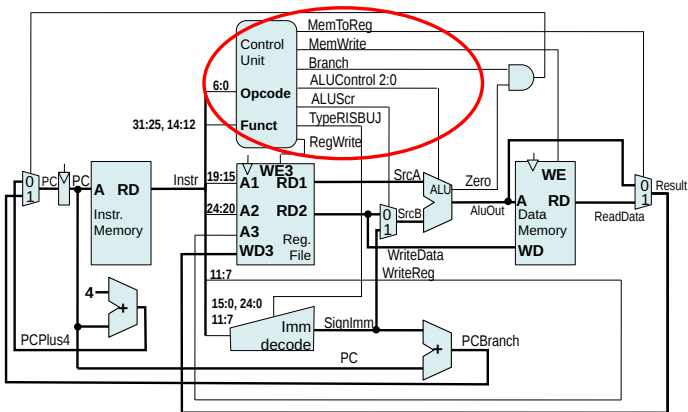 MemToReg
MemWrite
Branch
ALUControl 2:0
ALUScr
TypeRISBUJ
RegWrite
Control
Unit
Opcode
Funct
6:0
31:25, 14:12
0
1
PC
PC
A RD
Instr.
Memory
Instr
19:15
24:20
11:7
WE3
A1 RD1
A2 RD2
A3
WD3
Reg.
File
SrcA
0
1
SrcB
ALU
Zero
AluOut
WE
A RD
Data
Memory
WD
ReadData
0
1
Result
WriteData
WriteReg
4
+
PCPlus4
15:0, 24:0
11:7
Imm
decode
SignImm
PC
+
PCBranch